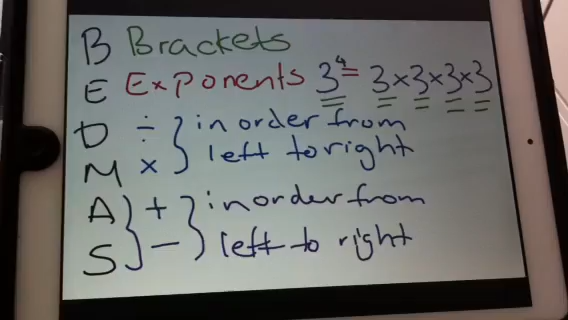 B Brackets
E Exponents 3⁴ = 3×3×3×3
D ÷ } in order from
M × } left to right
A } + } in order from
S } − } left to right